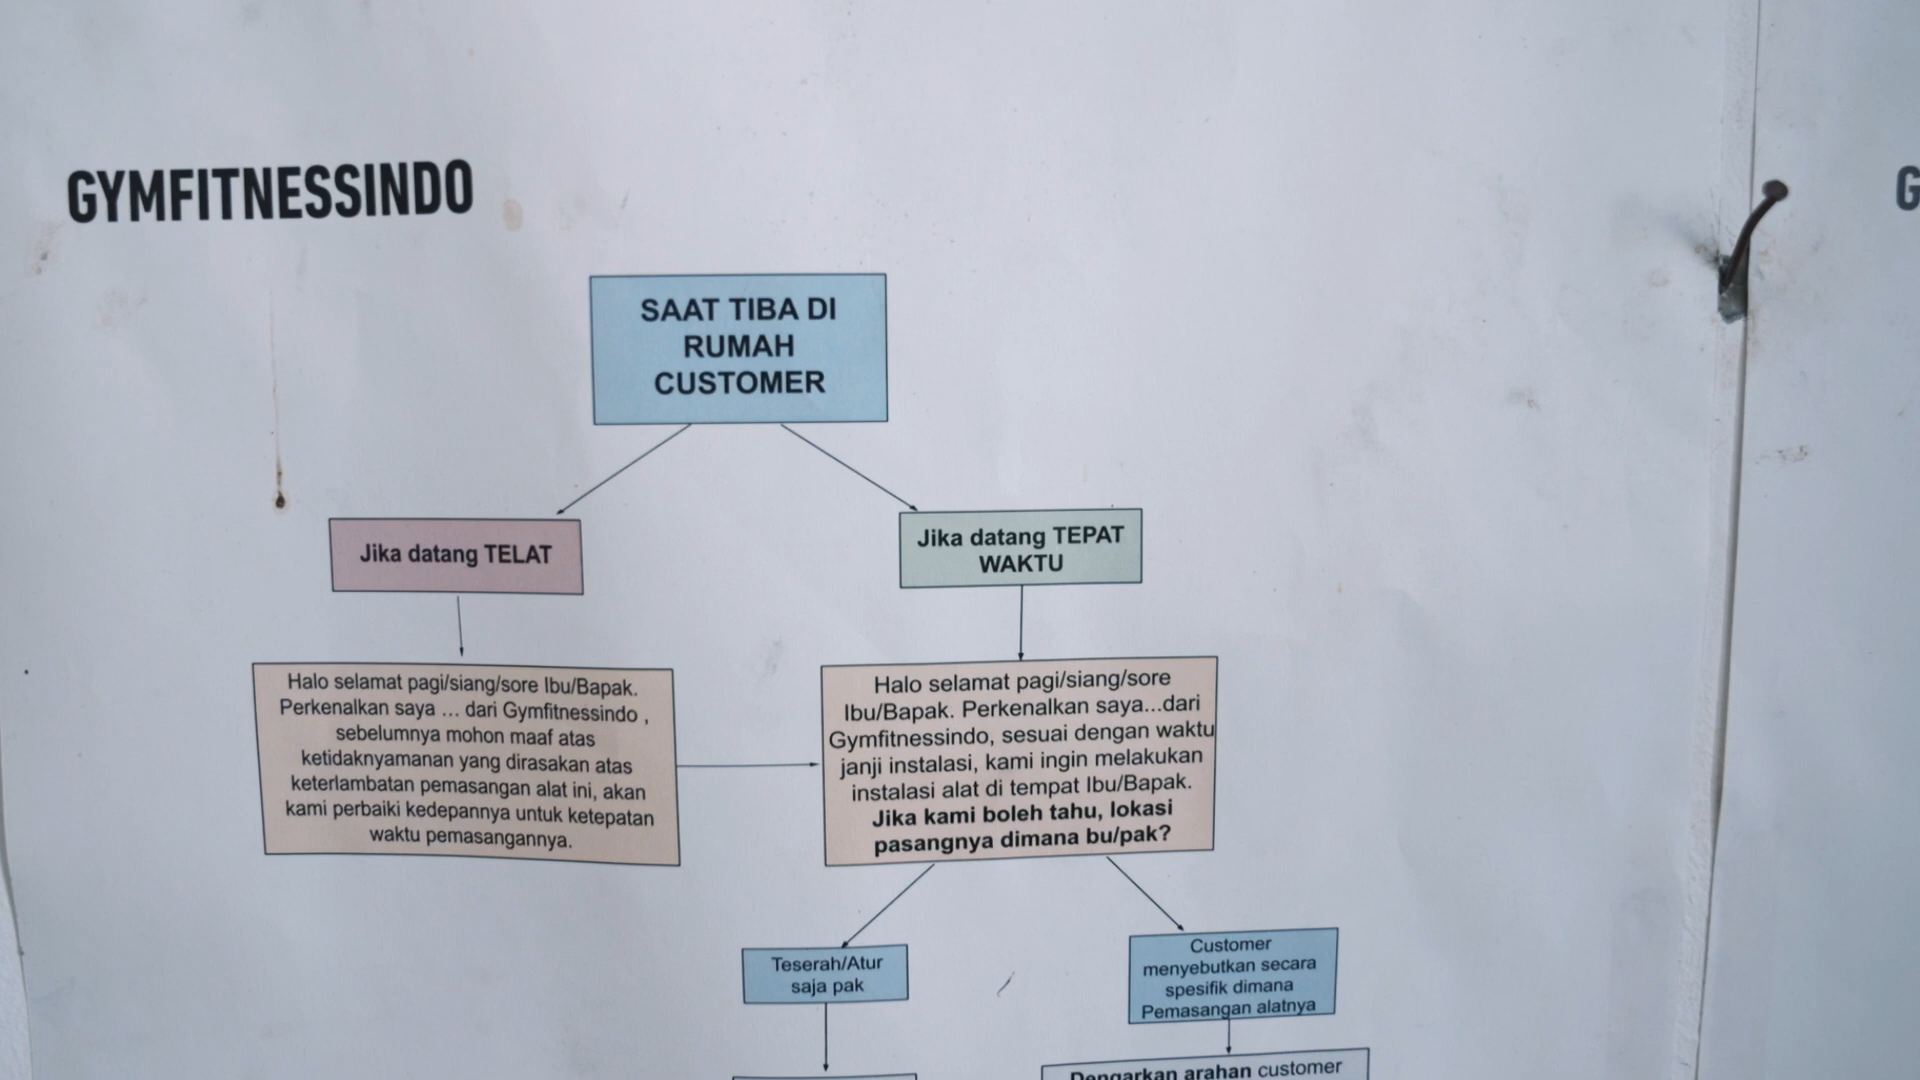 GYMFITNESSINDO
G
SAAT TIBA DI
RUMAH
CUSTOMER
Jika datang TELAT
Jika datang TEPAT
WAKTU
Halo selamat pagi/siang/sore Ibu/Bapak.
Perkenalkan saya ... dari Gymfitnessindo ,
sebelumnya mohon maaf atas
ketidaknyamanan yang dirasakan atas
keterlambatan pemasangan alat ini, akan
kami perbaiki kedepannya untuk ketepatan
waktu pemasangannya.
Halo selamat pagi/siang/sore
Ibu/Bapak. Perkenalkan saya...dari
Gymfitnessindo, sesuai dengan waktu
janji instalasi, kami ingin melakukan
instalasi alat di tempat Ibu/Bapak.
Jika kami boleh tahu, lokasi
pasangnya dimana bu/pak?
Teserah/Atur
saja pak
Customer
menyebutkan secara
spesifik dimana
Pemasangan alatnya
Dengarkan arahan customer